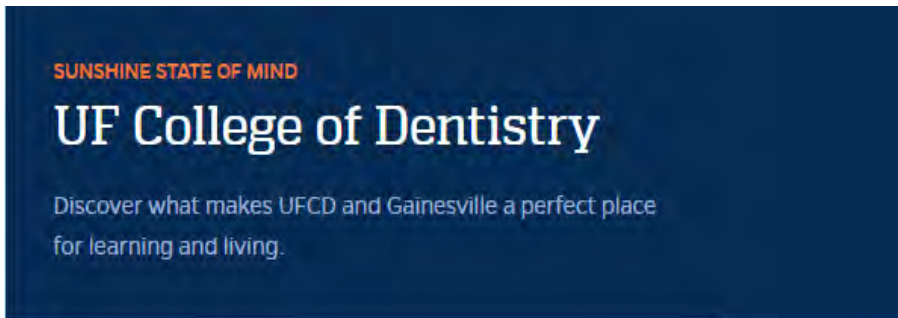 SUNSHINE STATE OF MIND
UF College of Dentistry
Discover what makes UFCD and Gainesville a perfect place
for learning and living.